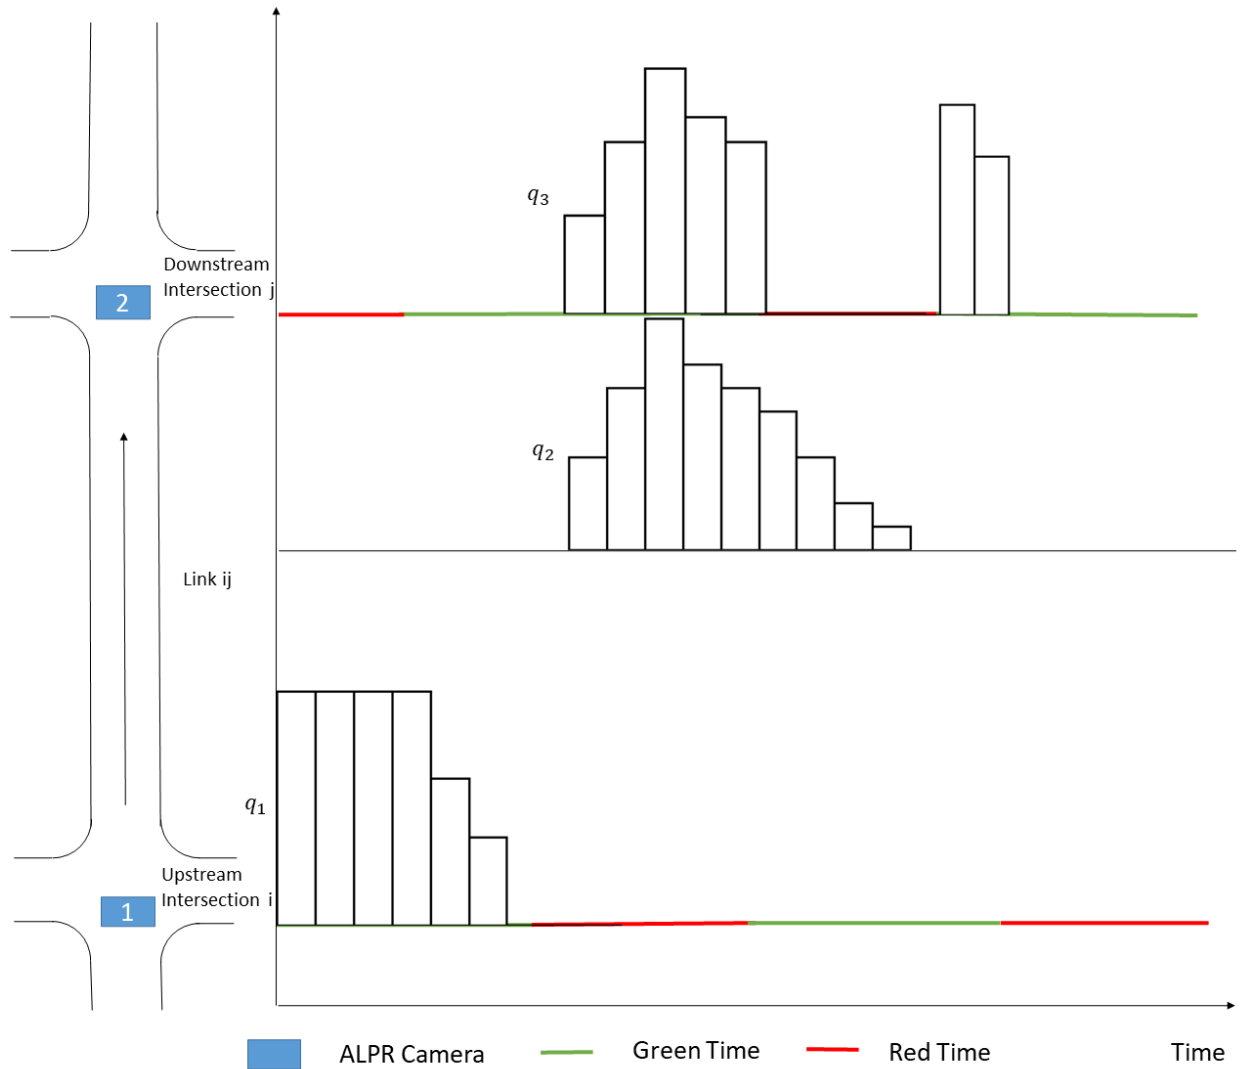 q₃
Downstream
Intersection j
2
q₂
Link ij
q₁
Upstream
Intersection i
1
ALPR Camera
Green Time
Red Time
Time